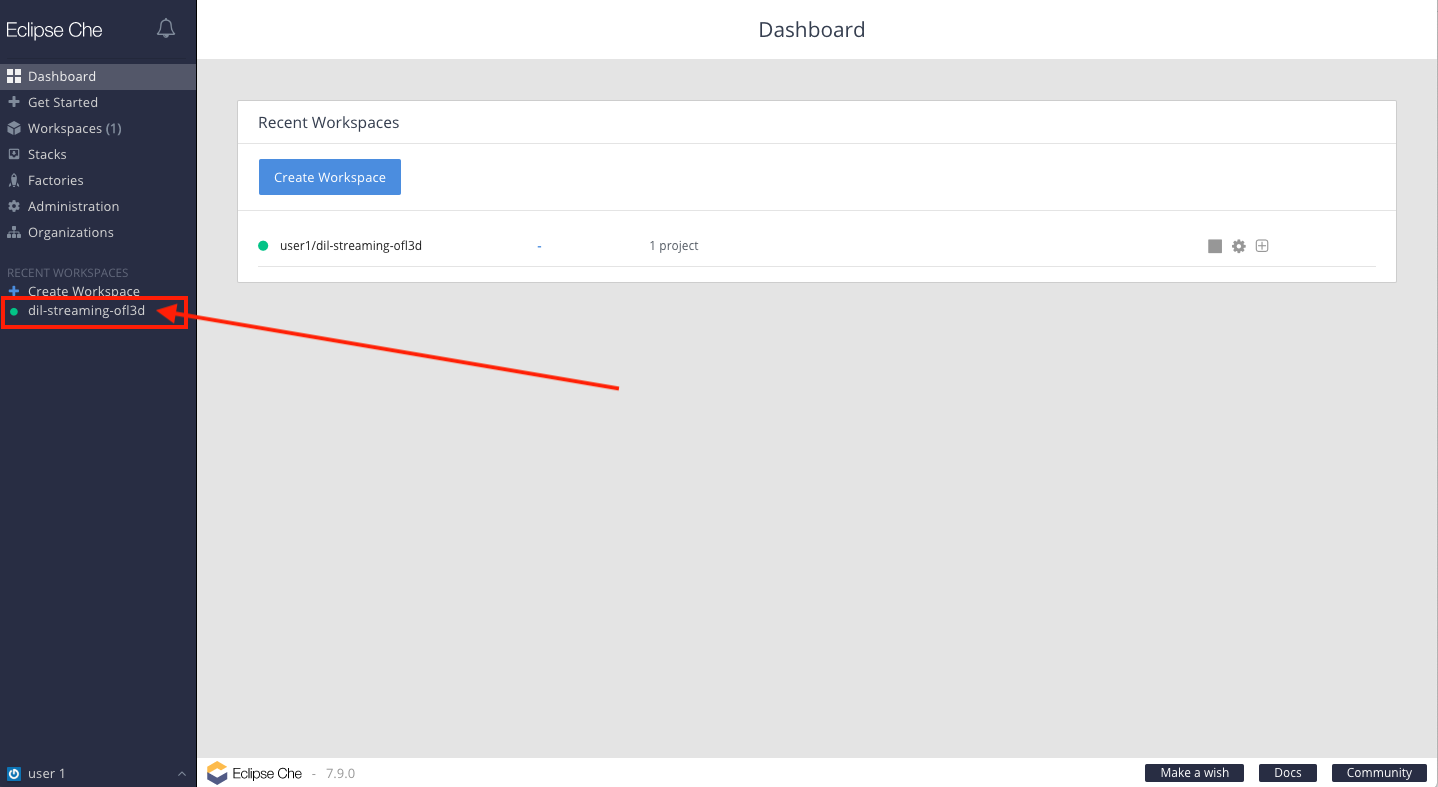 Eclipse Che
Dashboard
Get Started
Workspaces (1)
Stacks
Factories
Administration
Organizations
RECENT WORKSPACES
Create Workspace
dil-streaming-ofl3d
user 1
Dashboard
Recent Workspaces
Create Workspace
user1/dil-streaming-ofl3d - 1 project
Eclipse Che - 7.9.0
Make a wish Docs Community